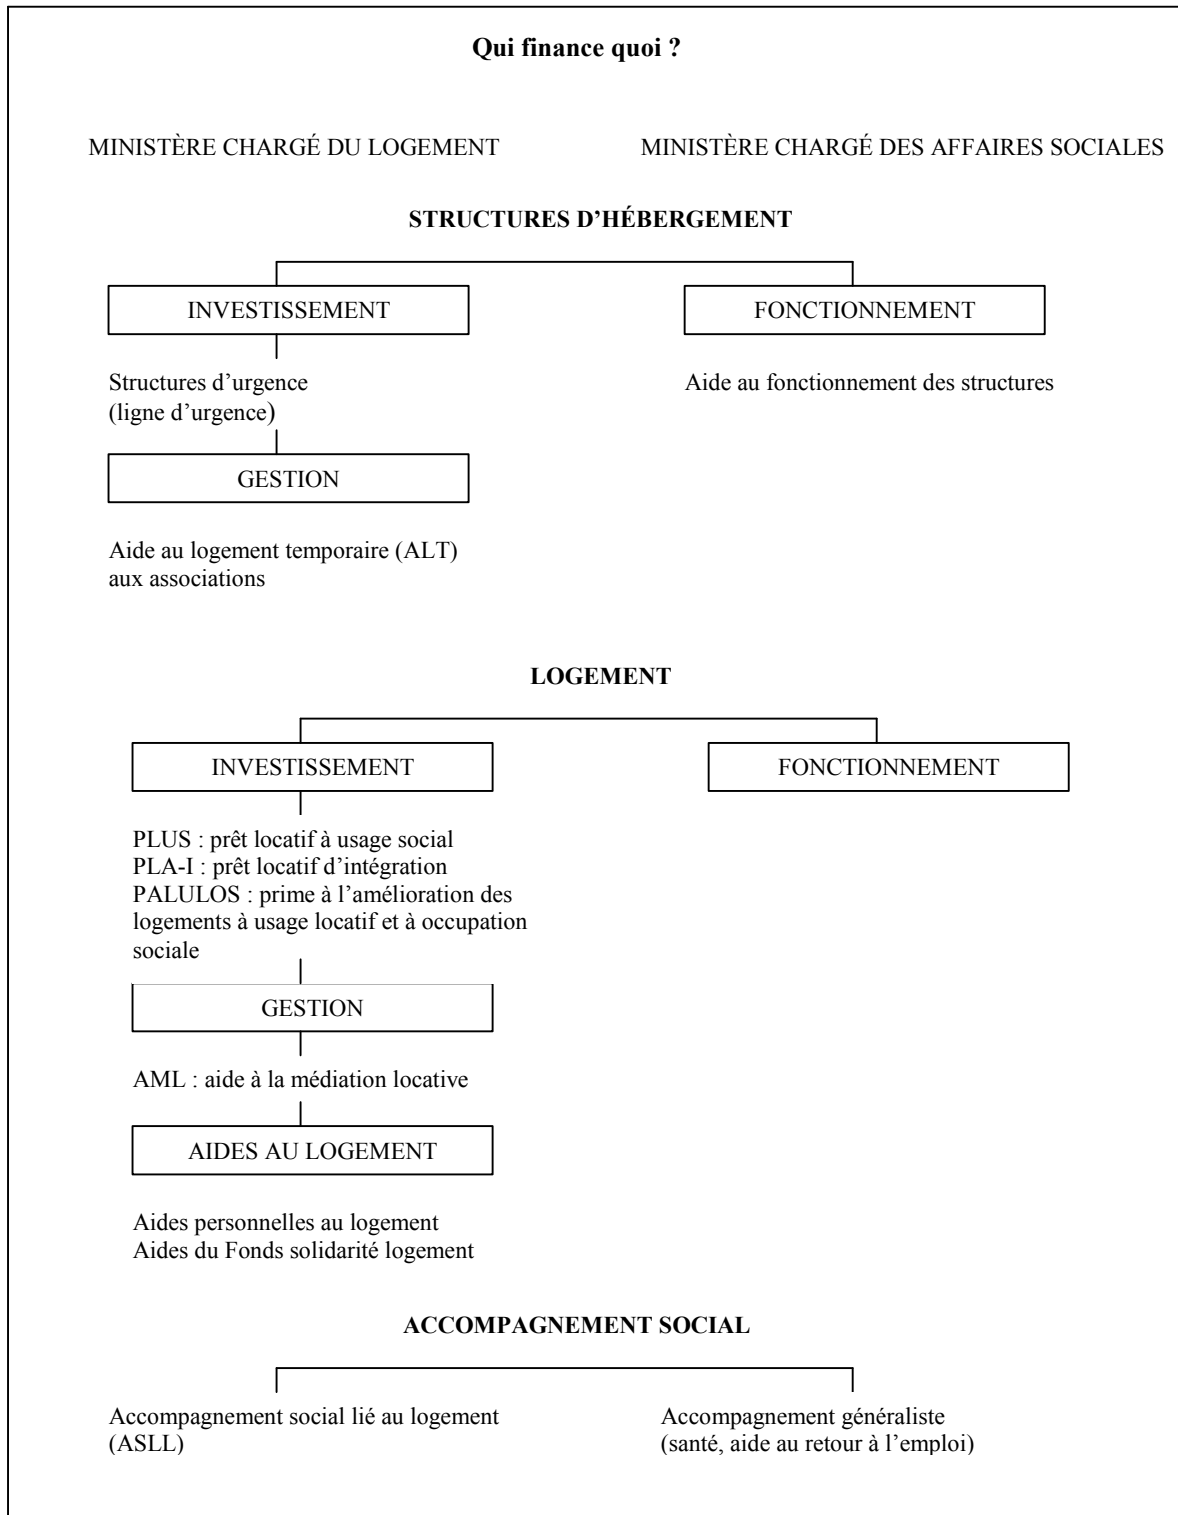 Qui finance quoi ?
MINISTÈRE CHARGÉ DU LOGEMENT
MINISTÈRE CHARGÉ DES AFFAIRES SOCIALES
STRUCTURES D’HÉBERGEMENT
INVESTISSEMENT
FONCTIONNEMENT
Structures d’urgence
(ligne d’urgence)
Aide au fonctionnement des structures
GESTION
Aide au logement temporaire (ALT)
aux associations
LOGEMENT
INVESTISSEMENT
FONCTIONNEMENT
PLUS : prêt locatif à usage social
PLA-I : prêt locatif d’intégration
PALULOS : prime à l’amélioration des
logements à usage locatif et à occupation
sociale
GESTION
AML : aide à la médiation locative
AIDES AU LOGEMENT
Aides personnelles au logement
Aides du Fonds solidarité logement
ACCOMPAGNEMENT SOCIAL
Accompagnement social lié au logement
(ASLL)
Accompagnement généraliste
(santé, aide au retour à l’emploi)